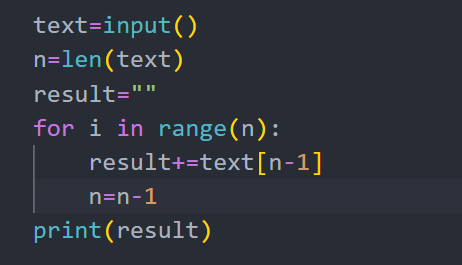 text=input()
n=len(text)
result=""
for i in range(n):
    result+=text[n-1]
    n=n-1
print(result)